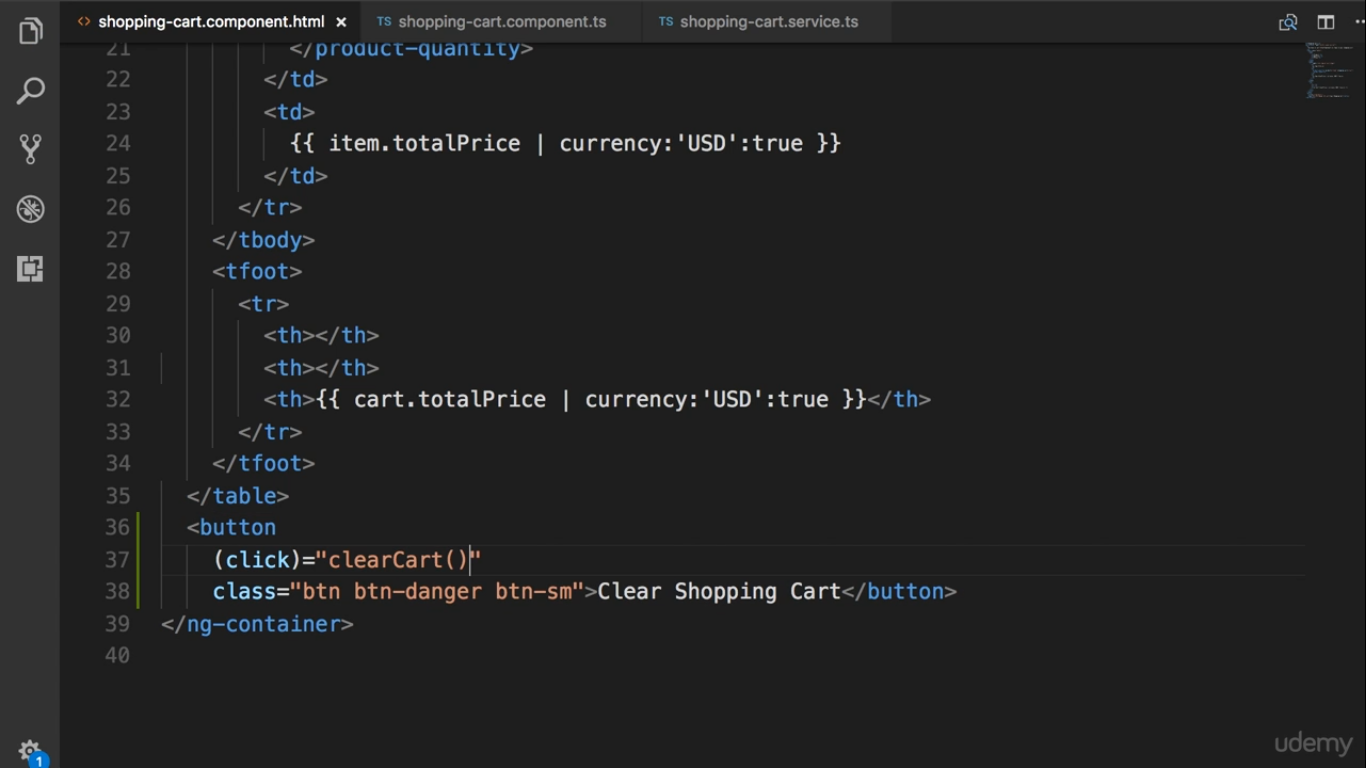 shopping-cart.component.html × TS shopping-cart.component.ts TS shopping-cart.service.ts
21 </product-quantity>
22 </td>
23 <td>
24 {{ item.totalPrice | currency:'USD':true }}
25 </td>
26 </tr>
27 </tbody>
28 <tfoot>
29 <tr>
30 <th></th>
31 <th></th>
32 <th>{{ cart.totalPrice | currency:'USD':true }}</th>
33 </tr>
34 </tfoot>
35 </table>
36 <button
37 (click)="clearCart()"
38 class="btn btn-danger btn-sm">Clear Shopping Cart</button>
39 </ng-container>
40
1
udemy